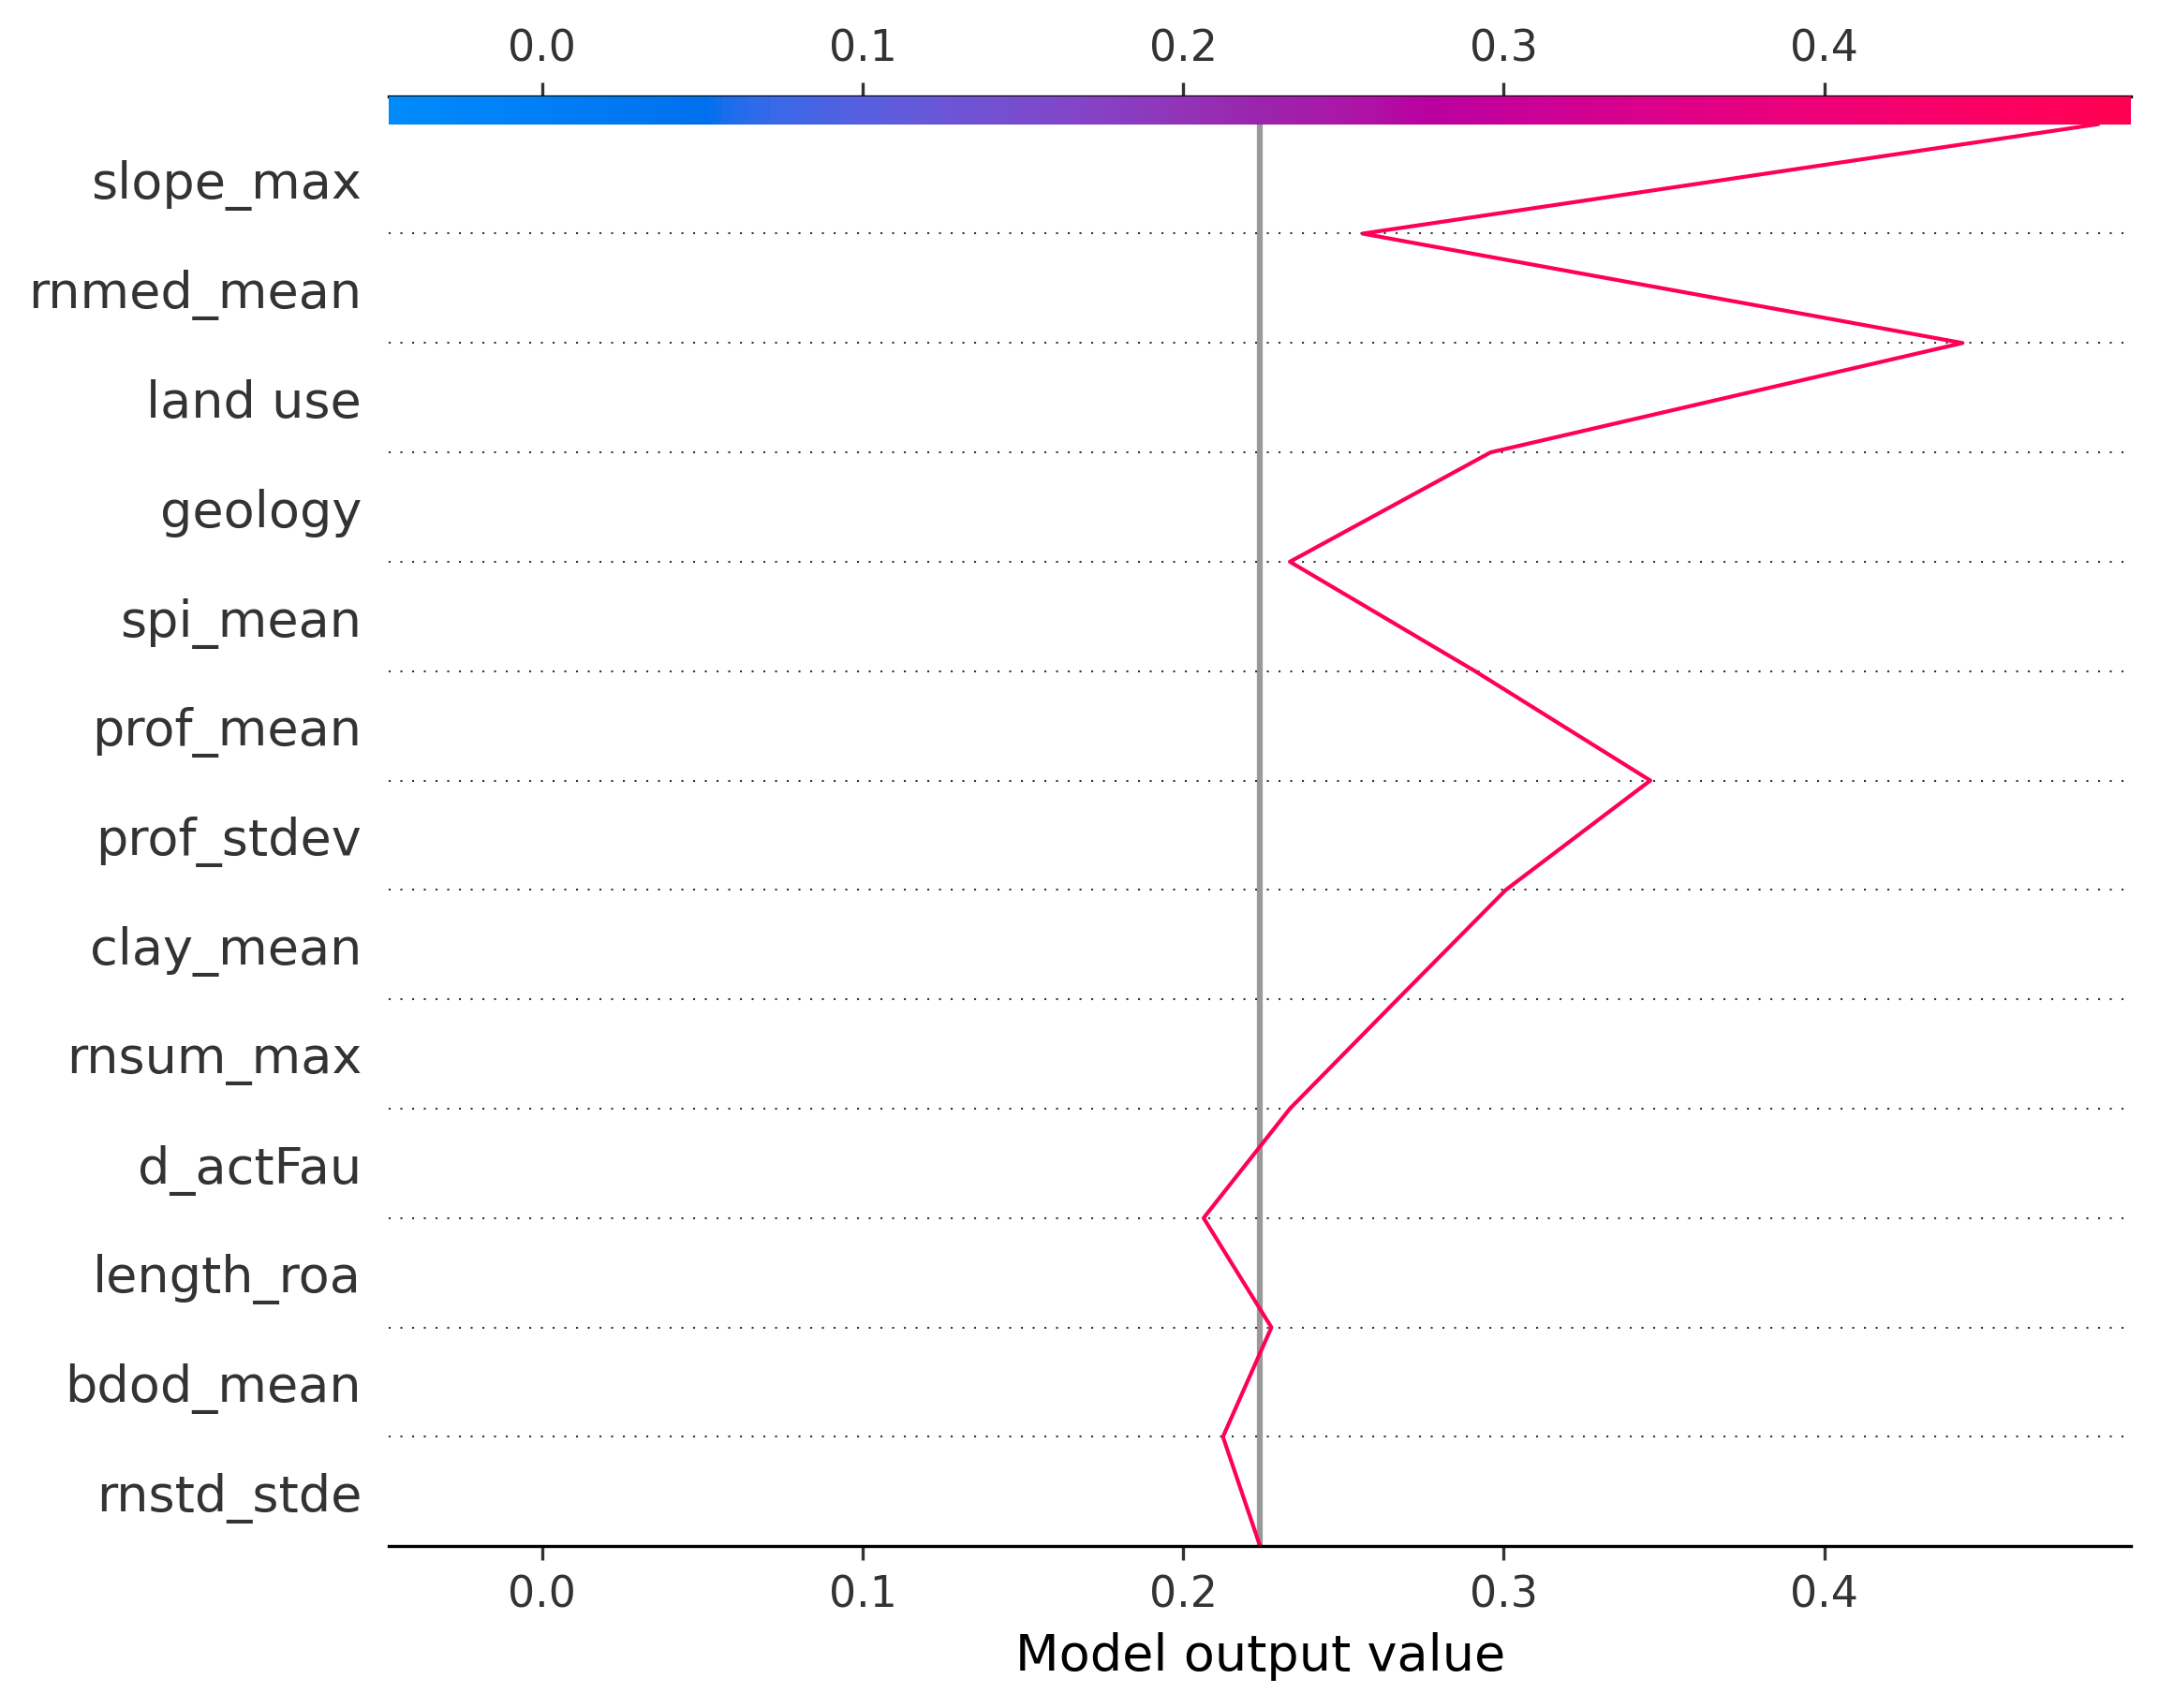 0.0 0.1 0.2 0.3 0.4
slope_max
rnmed_mean
land use
geology
spi_mean
prof_mean
prof_stdev
clay_mean
rnsum_max
d_actFau
length_roa
bdod_mean
rnstd_stde
0.0 0.1 0.2 0.3 0.4
Model output value